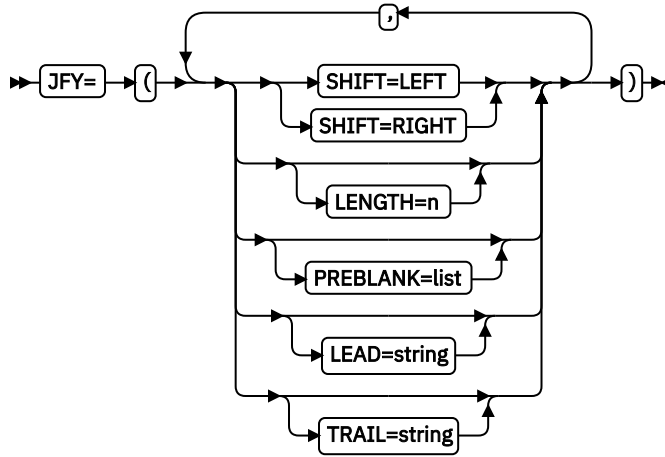 ,
JFY= ( SHIFT=LEFT )
SHIFT=RIGHT
LENGTH=n
PREBLANK=list
LEAD=string
TRAIL=string